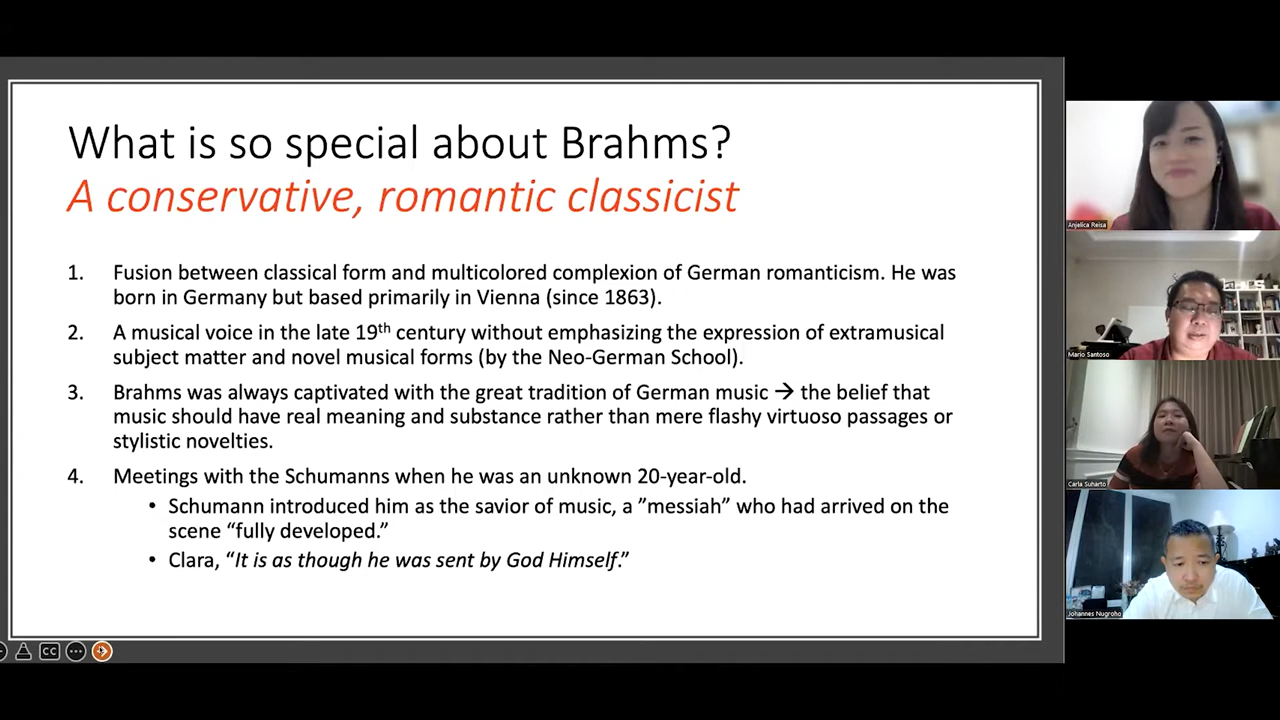 What is so special about Brahms?
A conservative, romantic classicist
1. Fusion between classical form and multicolored complexion of German romanticism. He was
born in Germany but based primarily in Vienna (since 1863).
2. A musical voice in the late 19th century without emphasizing the expression of extramusical
subject matter and novel musical forms (by the Neo-German School).
3. Brahms was always captivated with the great tradition of German music → the belief that
music should have real meaning and substance rather than mere flashy virtuoso passages or
stylistic novelties.
4. Meetings with the Schumanns when he was an unknown 20-year-old.
• Schumann introduced him as the savior of music, a ”messiah” who had arrived on the
scene “fully developed.”
• Clara, “It is as though he was sent by God Himself.”
CC
Anjelica Reisa
Mario Santoso
Carla Suharto
Johannes Nugroho